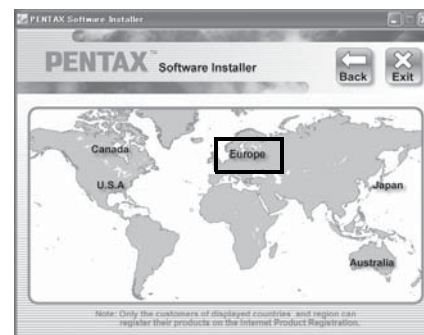 PENTAX Software Installer
PENTAX™ Software Installer
Back
Exit
Canada
Europe
U.S.A
Japan
Australia
Note: Only the customers of displayed countries and region can
register their products on the Internet Product Registration.